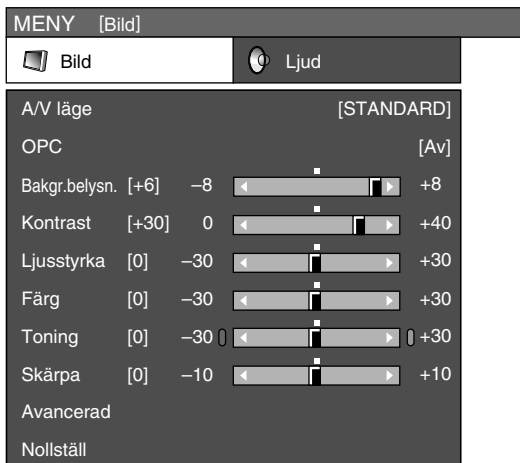 MENY [Bild]
Bild Ljud
A/V läge [STANDARD]
OPC [Av]
Bakgr.belysn. [+6] –8 +8
Kontrast [+30] 0 +40
Ljusstyrka [0] –30 +30
Färg [0] –30 +30
Toning [0] –30 +30
Skärpa [0] –10 +10
Avancerad
Nollställ